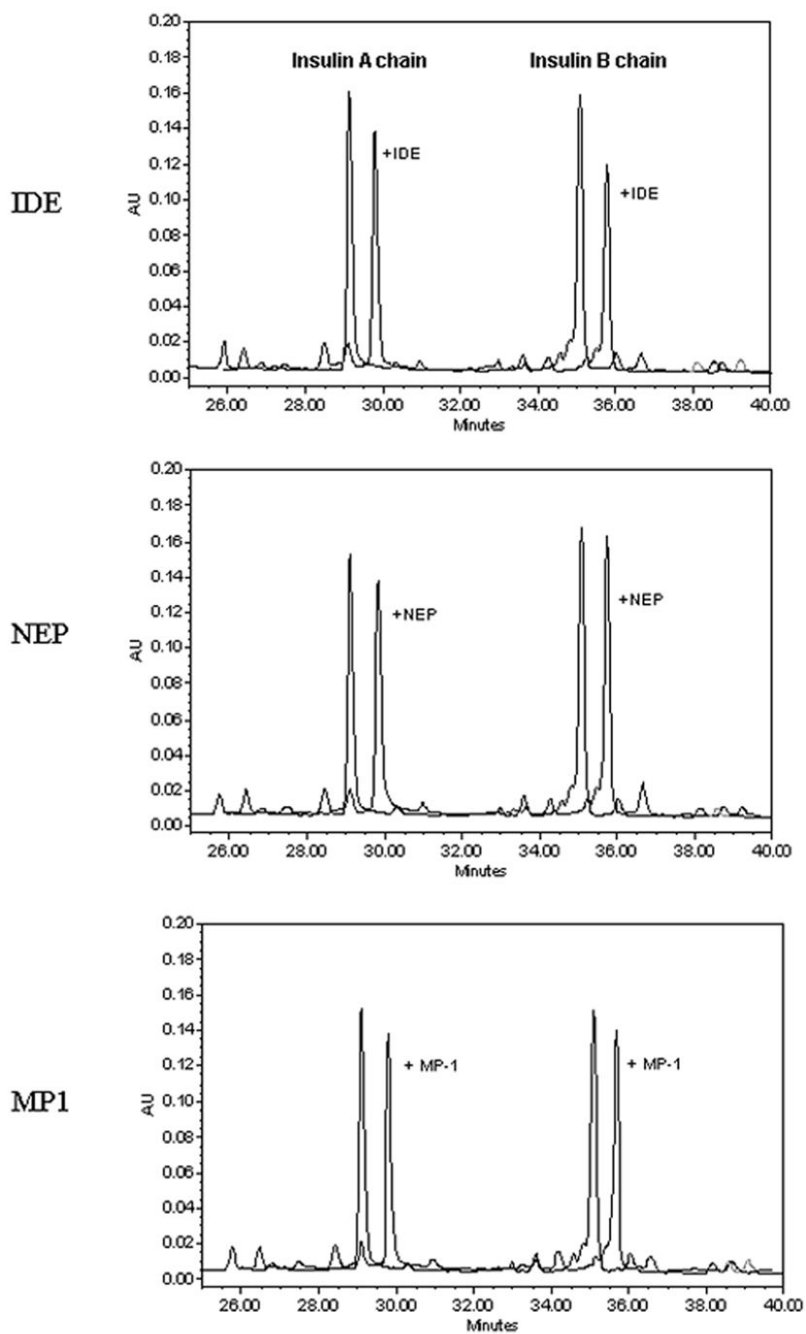 IDE
AU
0.20
0.18
0.16
0.14
0.12
0.10
0.08
0.06
0.04
0.02
0.00
Insulin A chain
Insulin B chain
+IDE
+IDE
26.00 28.00 30.00 32.00 34.00 36.00 38.00 40.00
Minutes
NEP
AU
0.20
0.18
0.16
0.14
0.12
0.10
0.08
0.06
0.04
0.02
0.00
+NEP
+NEP
26.00 28.00 30.00 32.00 34.00 36.00 38.00 40.00
Minutes
MP1
AU
0.20
0.18
0.16
0.14
0.12
0.10
0.08
0.06
0.04
0.02
0.00
+ MP-1
+ MP-1
26.00 28.00 30.00 32.00 34.00 36.00 38.00 40.00
Minutes